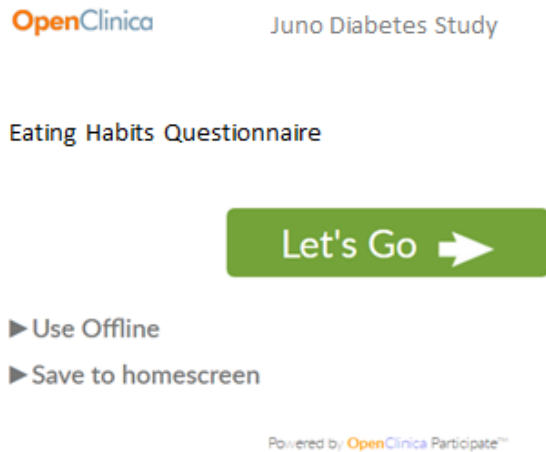 OpenClinica Juno Diabetes Study
Eating Habits Questionnaire
Let's Go
Use Offline
Save to homescreen
Powered by OpenClinica Participate™